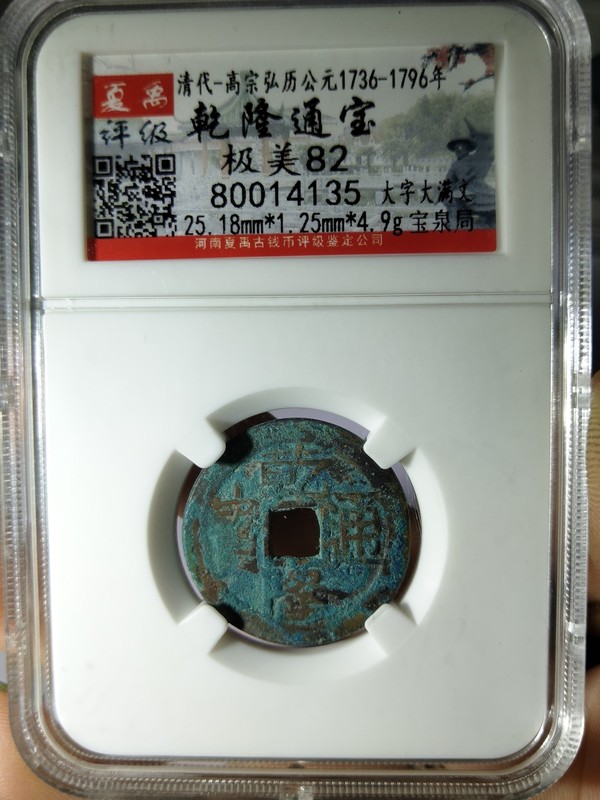 夏禹
评级
清代-高宗弘历公元1736-1796年
乾隆通宝
极美82
80014135 大字大满文
25.18mm*1.25mm*4.9g 宝泉局
河南夏禹古钱币评级鉴定公司
通